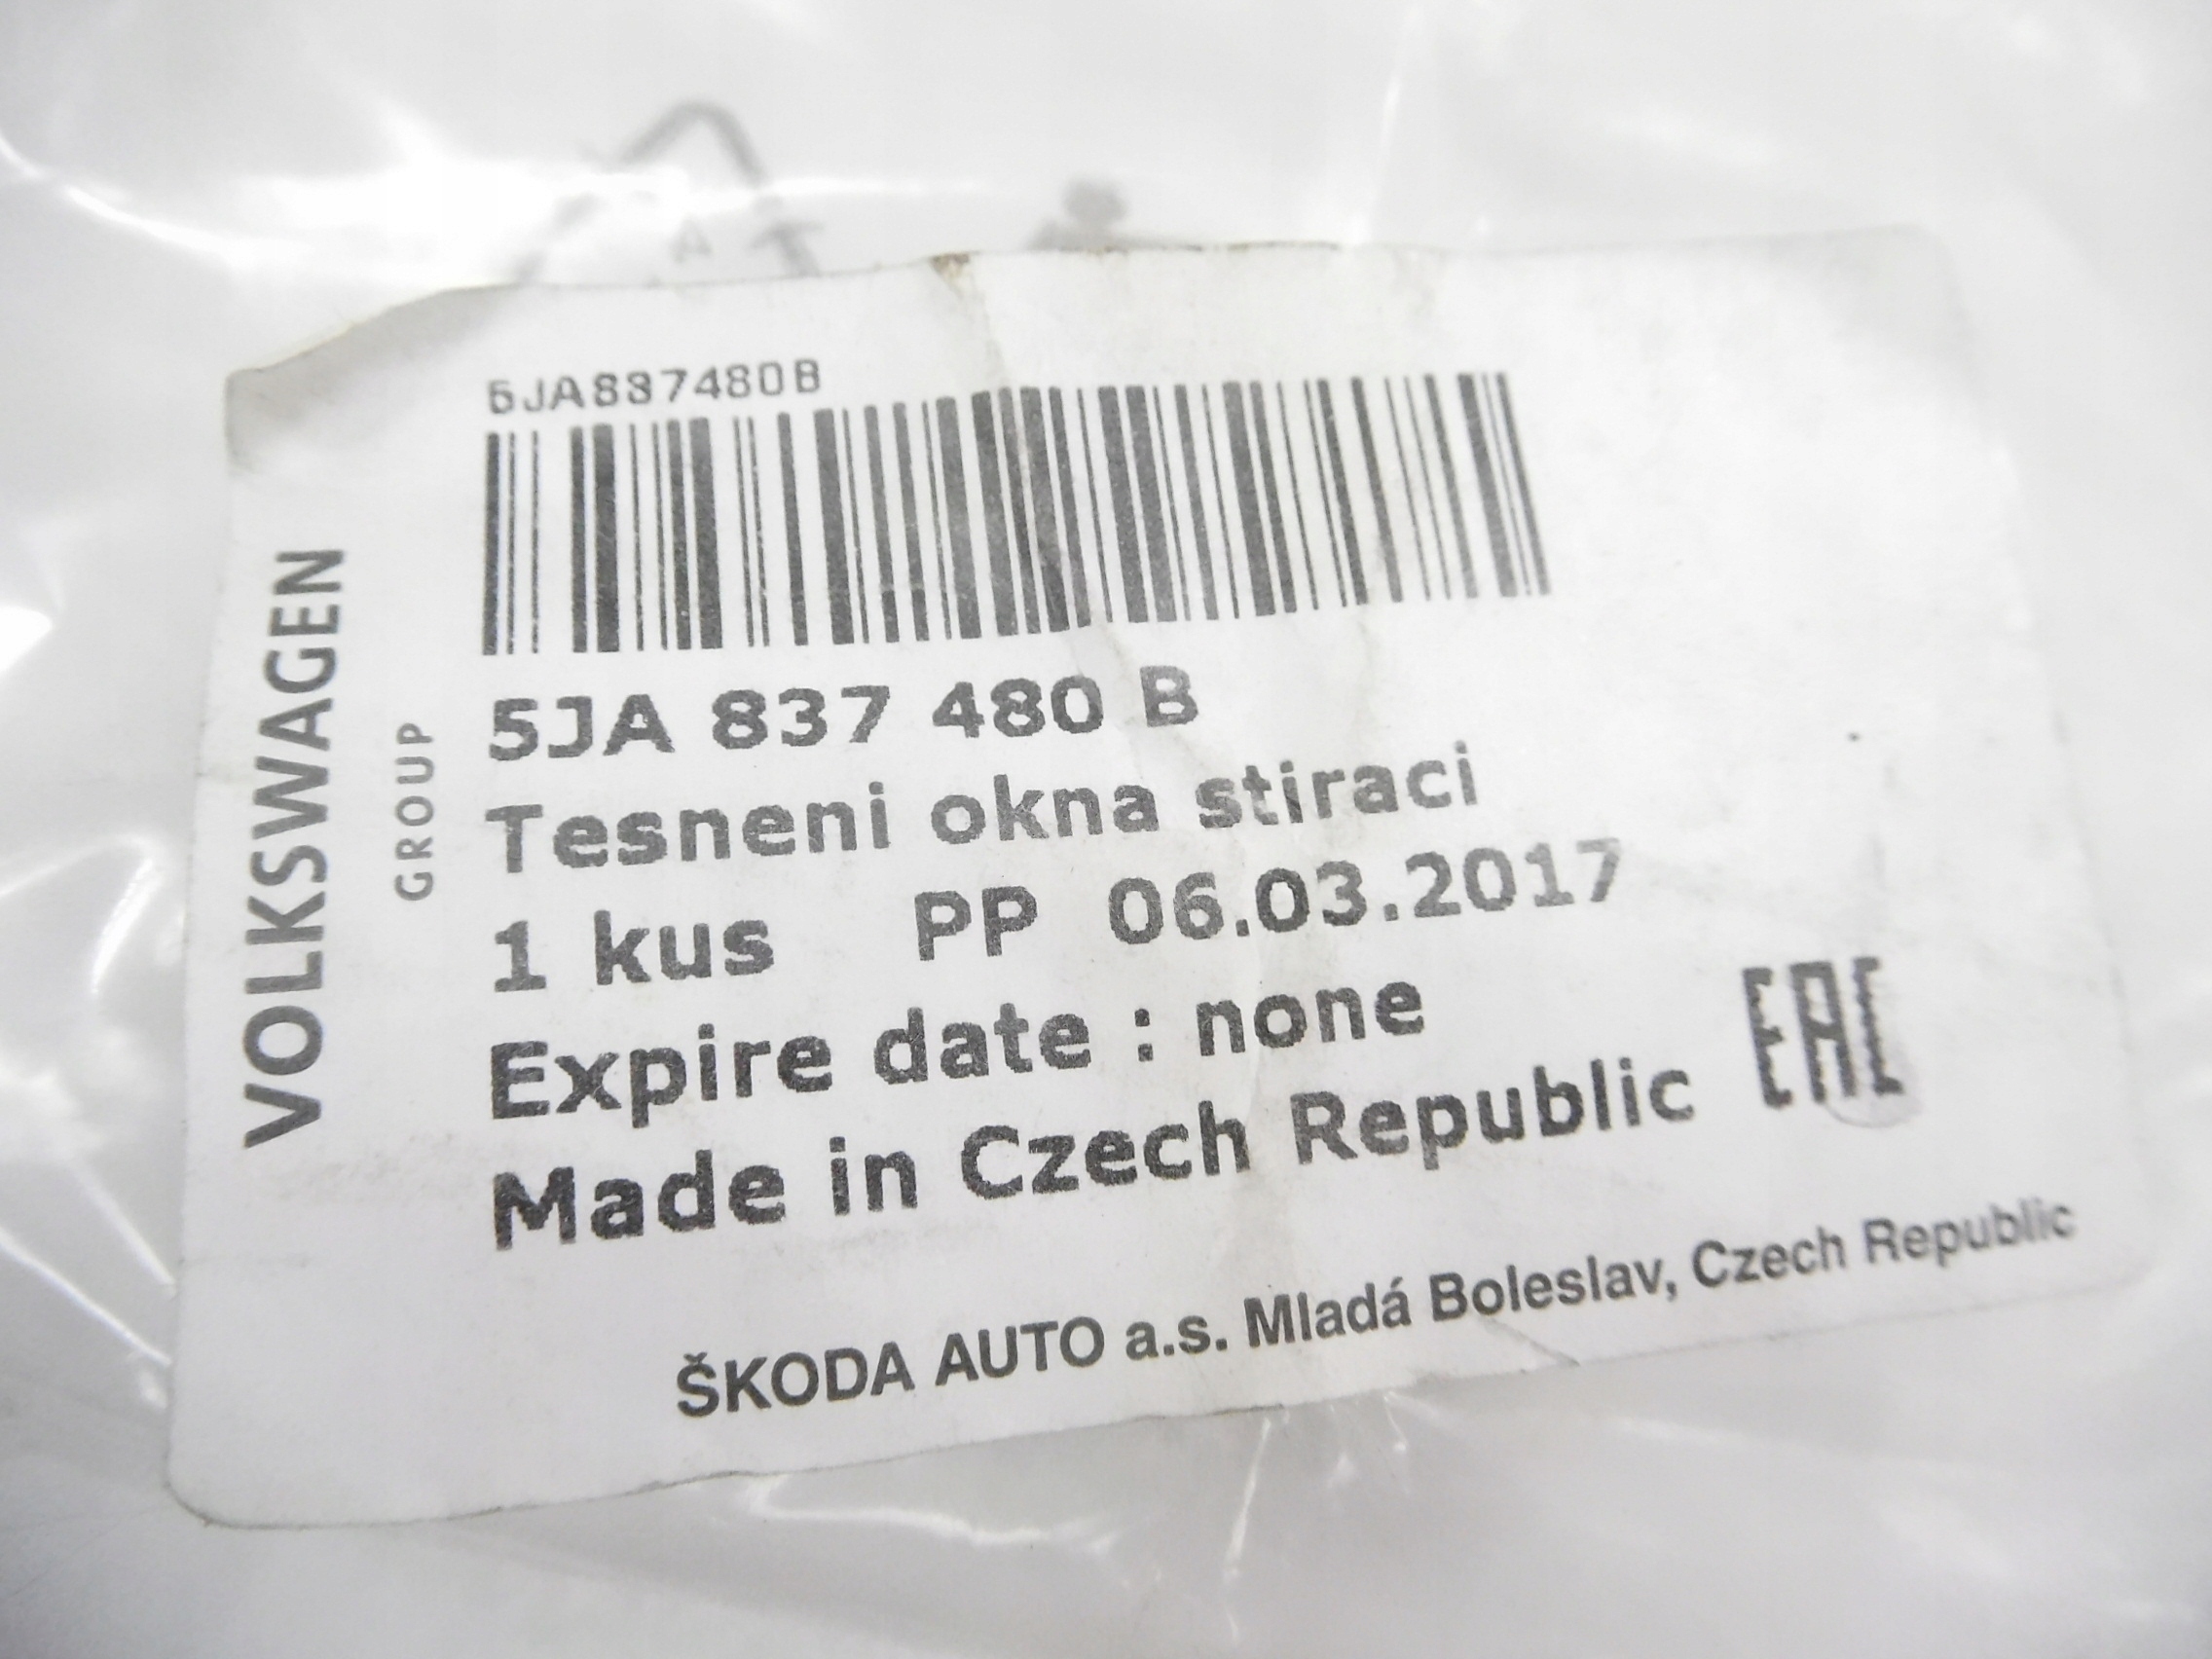 5JA837480B
VOLKSWAGEN
GROUP
5JA 837 480 B
Tesneni okna stiraci
1 kus PP 06.03.2017
Expire date : none
Made in Czech Republic
EAC
ŠKODA AUTO a.s. Mladá Boleslav, Czech Republic